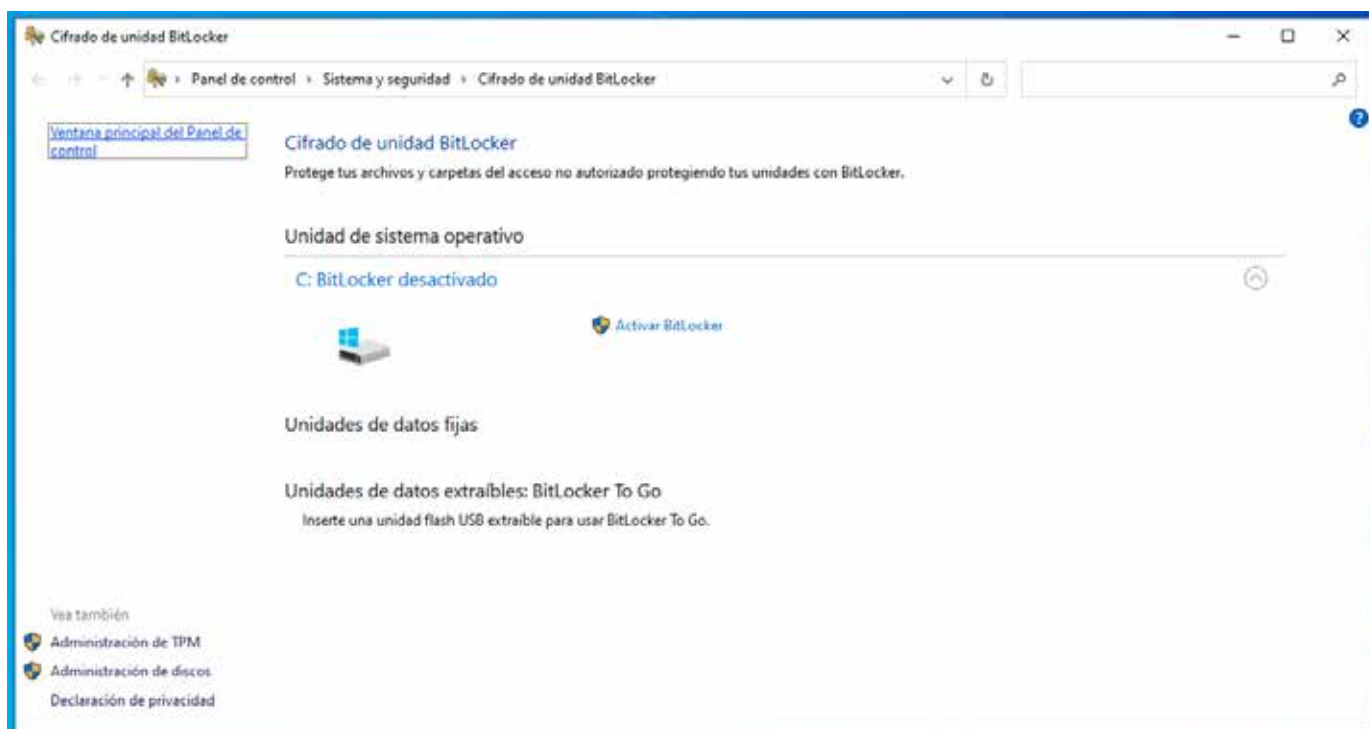 Cifrado de unidad BitLocker
Panel de control › Sistema y seguridad › Cifrado de unidad BitLocker
Ventana principal del Panel de
control
Cifrado de unidad BitLocker
Protege tus archivos y carpetas del acceso no autorizado protegiendo tus unidades con BitLocker.
Unidad de sistema operativo
C: BitLocker desactivado
Activar BitLocker
Unidades de datos fijas
Unidades de datos extraíbles: BitLocker To Go
Inserte una unidad flash USB extraíble para usar BitLocker To Go.
Vea también
Administración de TPM
Administración de discos
Declaración de privacidad